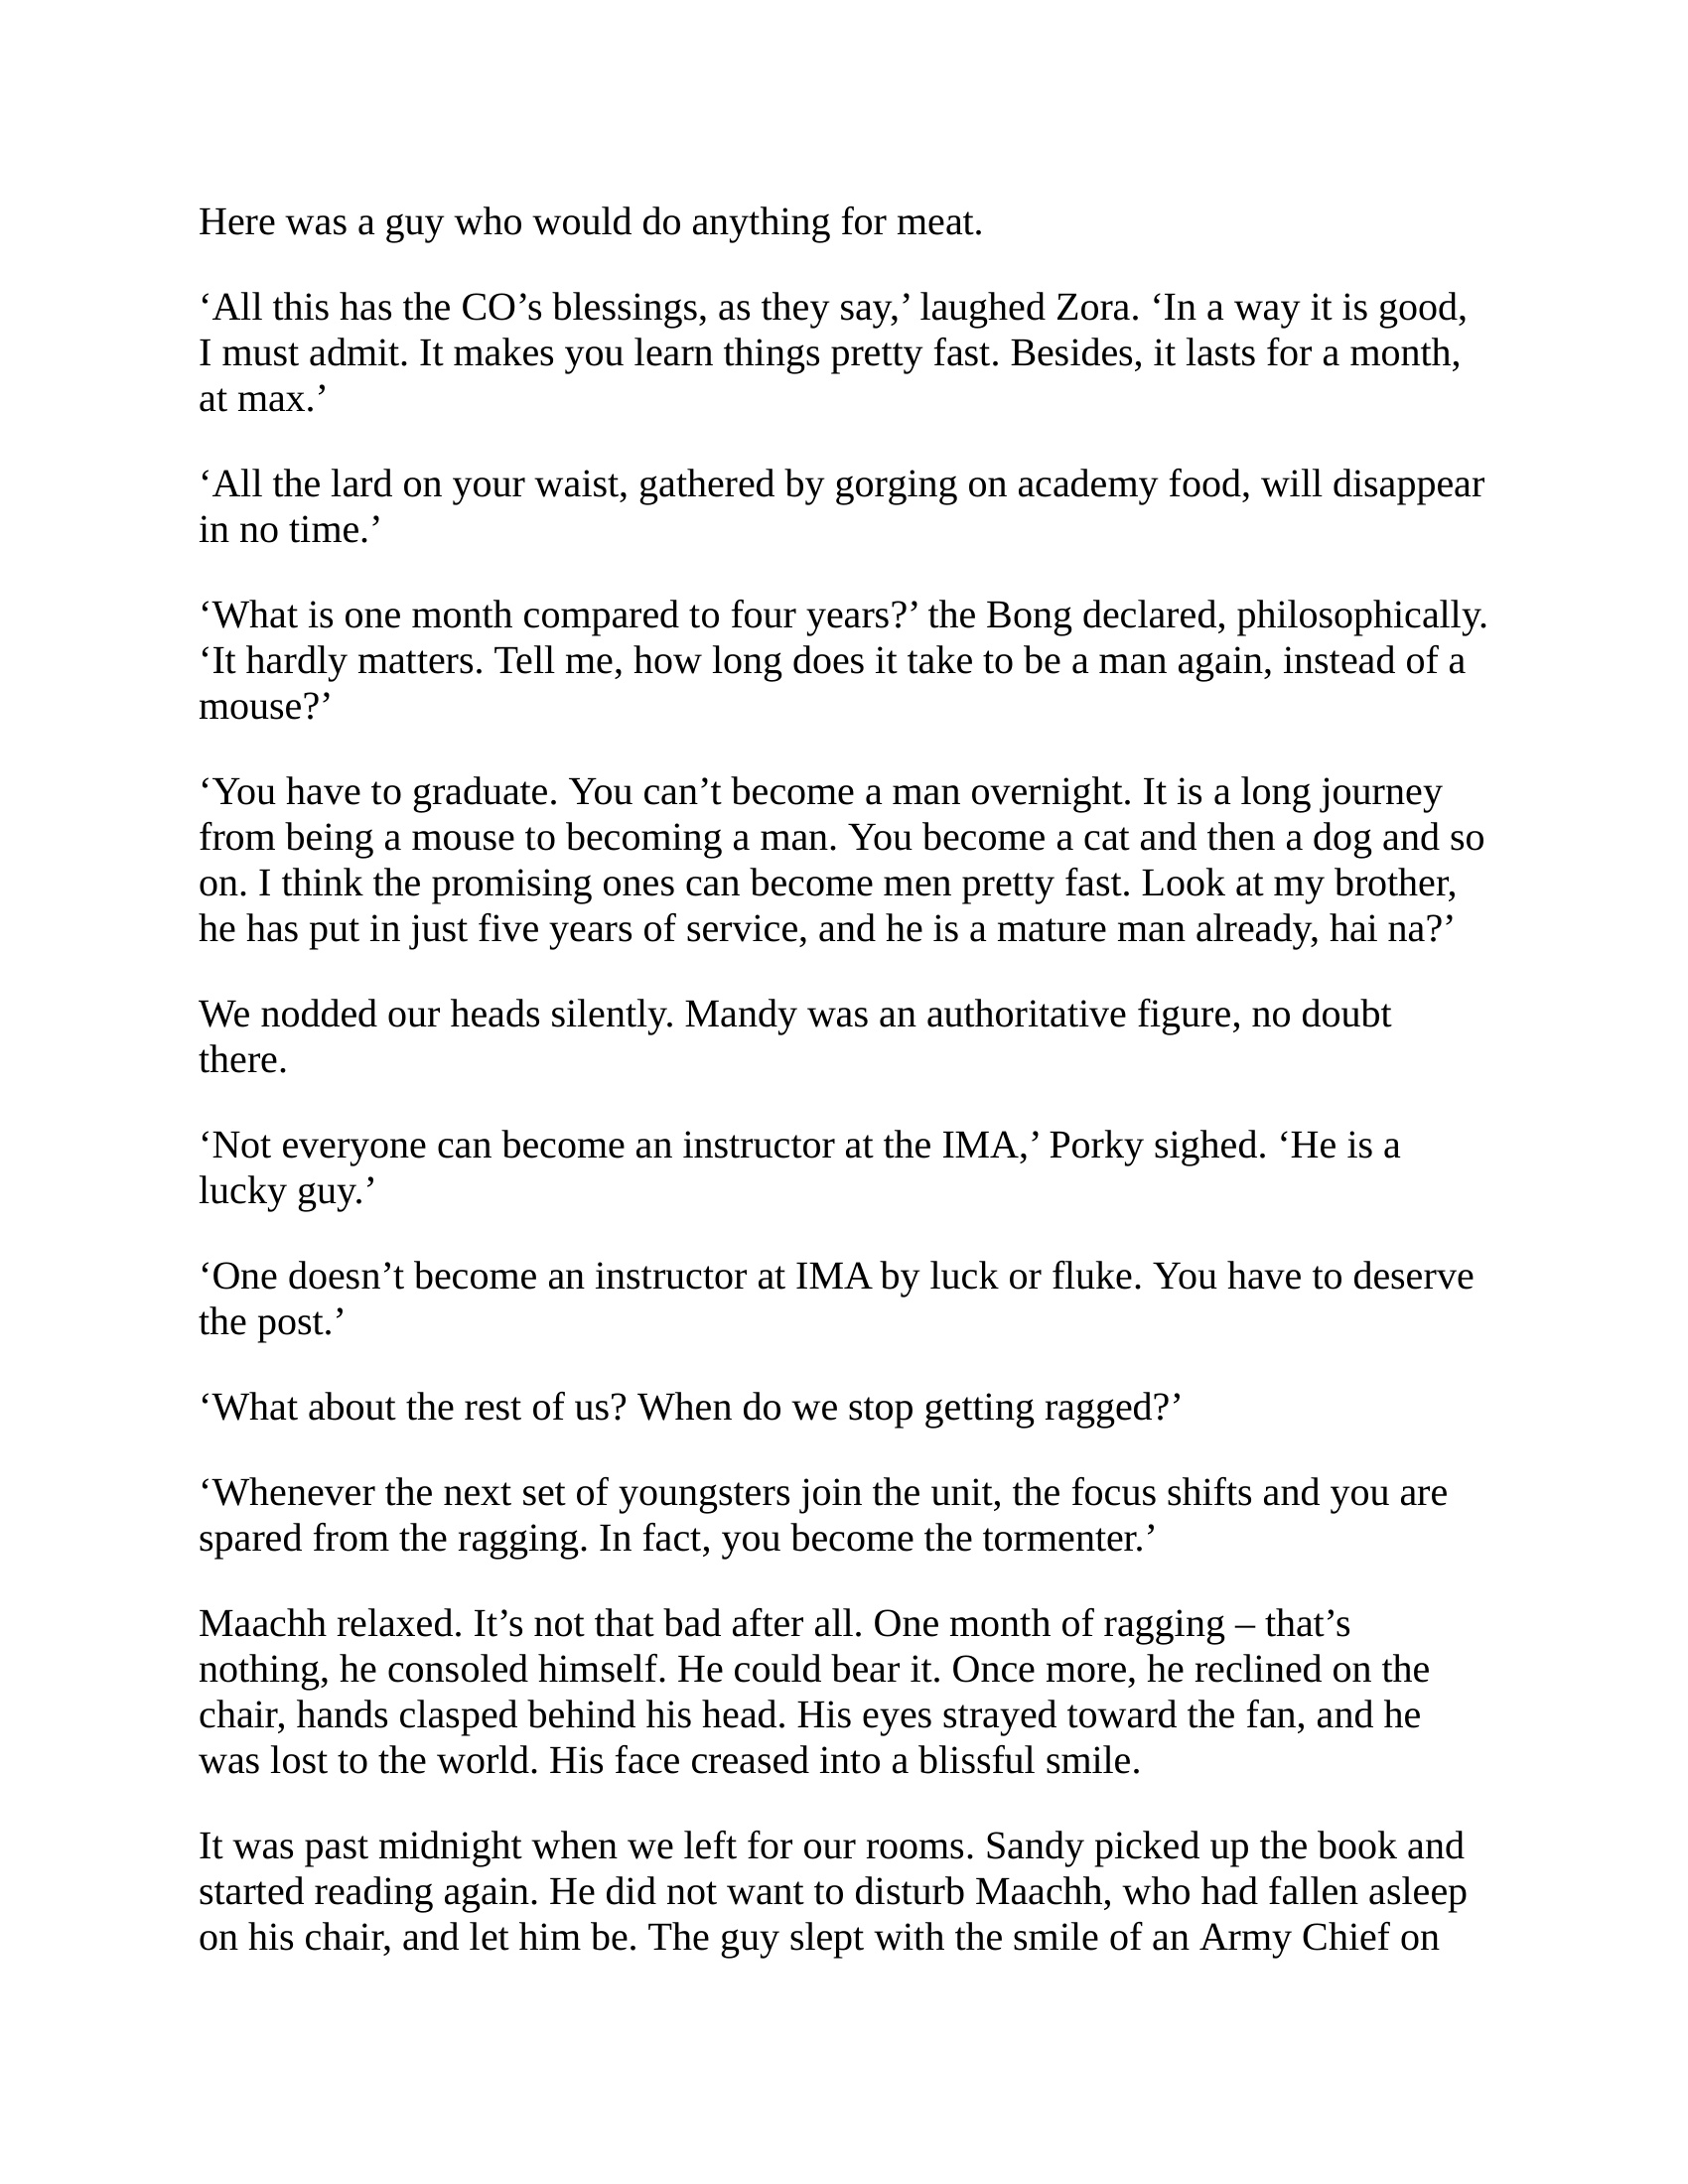 Here was a guy who would do anything for meat.
‘All this has the CO’s blessings, as they say,’ laughed Zora. ‘In a way it is good,
I must admit. It makes you learn things pretty fast. Besides, it lasts for a month,
at max.’
‘All the lard on your waist, gathered by gorging on academy food, will disappear
in no time.’
‘What is one month compared to four years?’ the Bong declared, philosophically.
‘It hardly matters. Tell me, how long does it take to be a man again, instead of a
mouse?’
‘You have to graduate. You can’t become a man overnight. It is a long journey
from being a mouse to becoming a man. You become a cat and then a dog and so
on. I think the promising ones can become men pretty fast. Look at my brother,
he has put in just five years of service, and he is a mature man already, hai na?’
We nodded our heads silently. Mandy was an authoritative figure, no doubt
there.
‘Not everyone can become an instructor at the IMA,’ Porky sighed. ‘He is a
lucky guy.’
‘One doesn’t become an instructor at IMA by luck or fluke. You have to deserve
the post.’
‘What about the rest of us? When do we stop getting ragged?’
‘Whenever the next set of youngsters join the unit, the focus shifts and you are
spared from the ragging. In fact, you become the tormenter.’
Maachh relaxed. It’s not that bad after all. One month of ragging – that’s
nothing, he consoled himself. He could bear it. Once more, he reclined on the
chair, hands clasped behind his head. His eyes strayed toward the fan, and he
was lost to the world. His face creased into a blissful smile.
It was past midnight when we left for our rooms. Sandy picked up the book and
started reading again. He did not want to disturb Maachh, who had fallen asleep
on his chair, and let him be. The guy slept with the smile of an Army Chief on